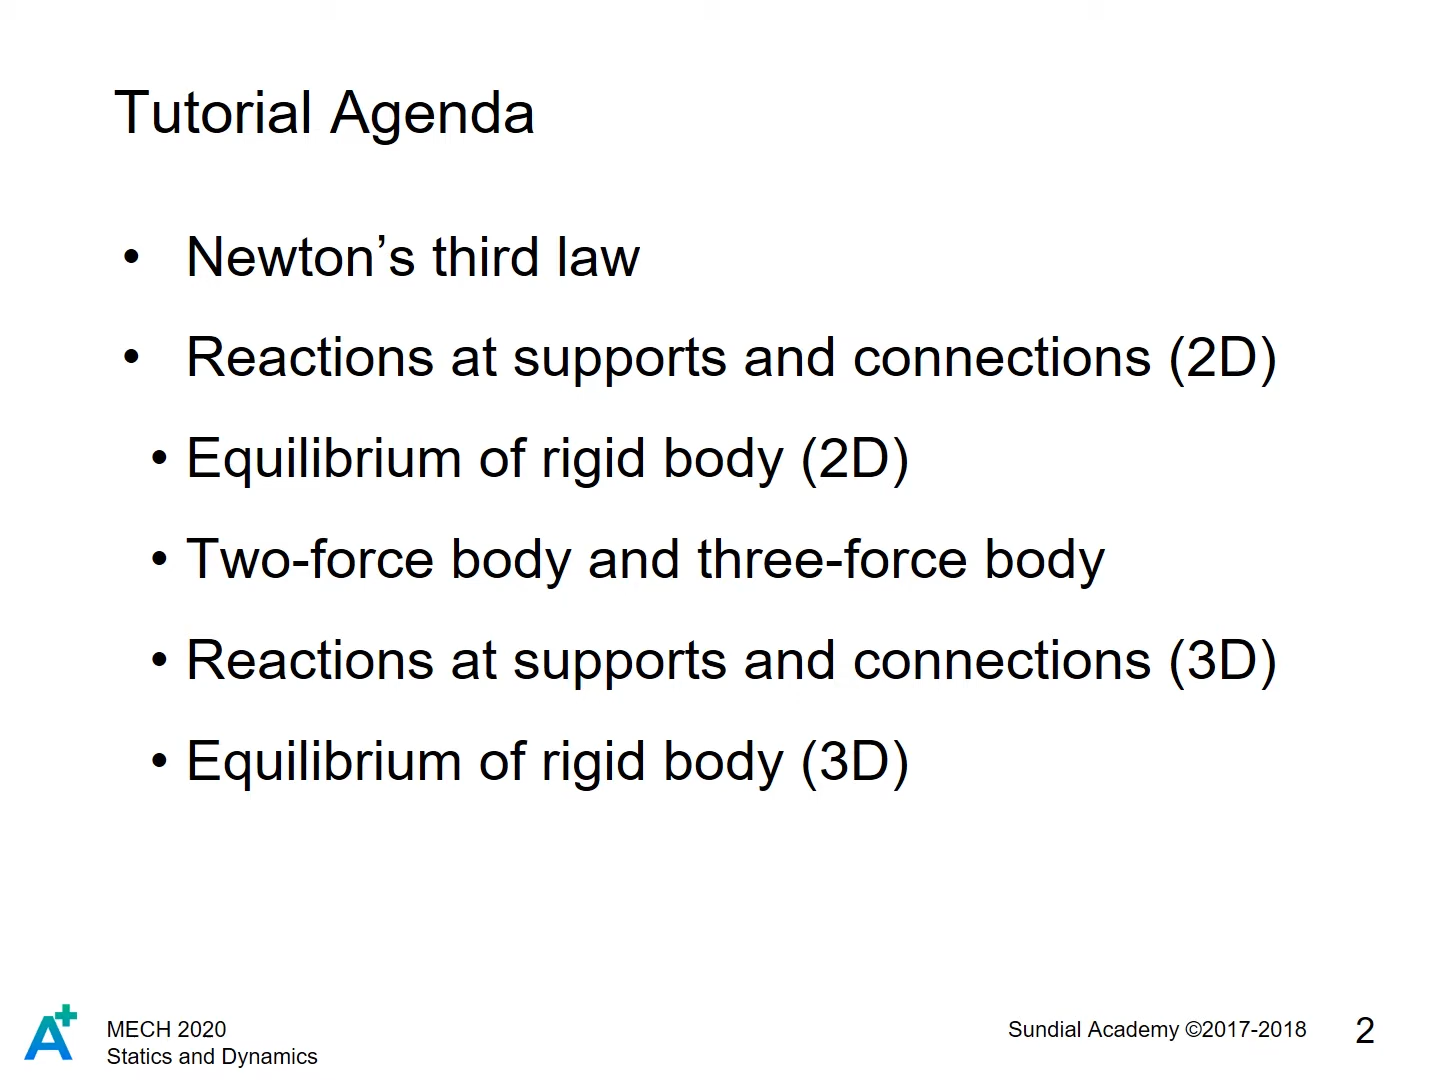 Tutorial Agenda
• Newton’s third law
• Reactions at supports and connections (2D)
• Equilibrium of rigid body (2D)
• Two-force body and three-force body
• Reactions at supports and connections (3D)
• Equilibrium of rigid body (3D)
A+
MECH 2020
Statics and Dynamics
Sundial Academy ©2017-2018
2